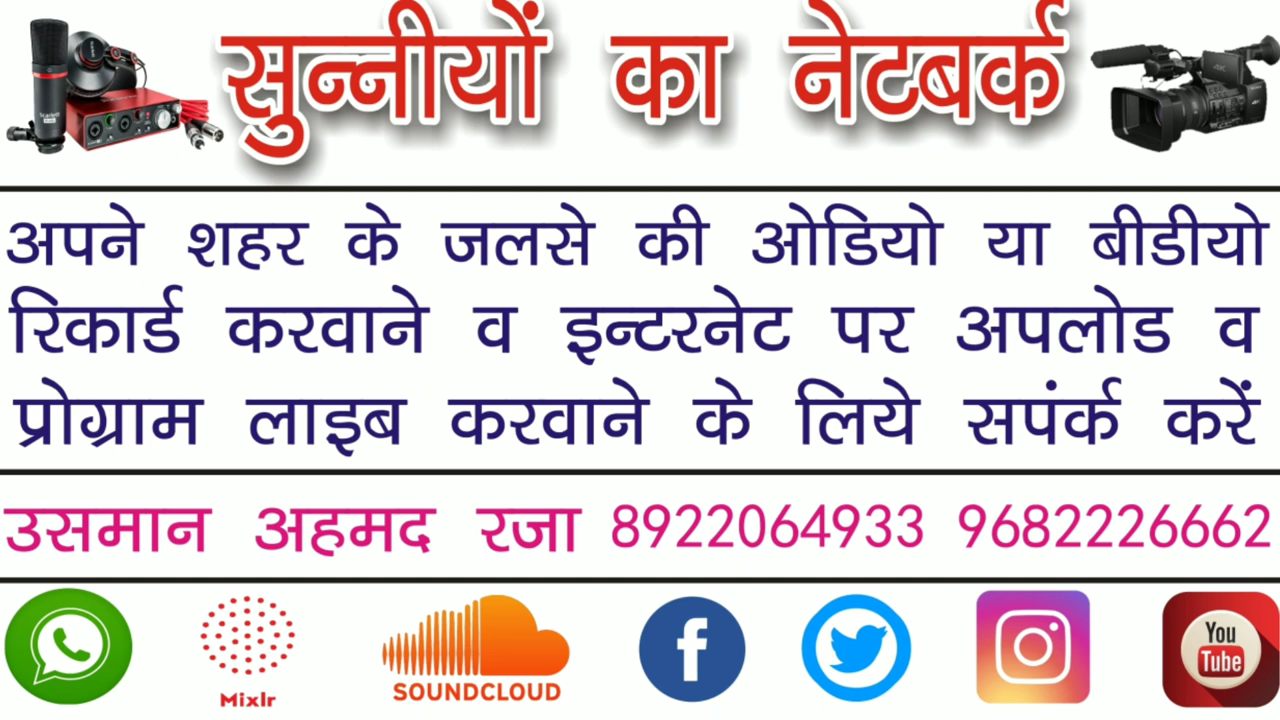 सुन्नीयों का नेटबर्क
अपने शहर के जलसे की ओडियो या बीडीयो
रिकार्ड करवाने व इन्टरनेट पर अपलोड व
प्रोग्राम लाइब करवाने के लिये सपंर्क करें
उसमान अहमद रजा 8922064933 9682226662
Mixlr
SOUNDCLOUD
You
Tube